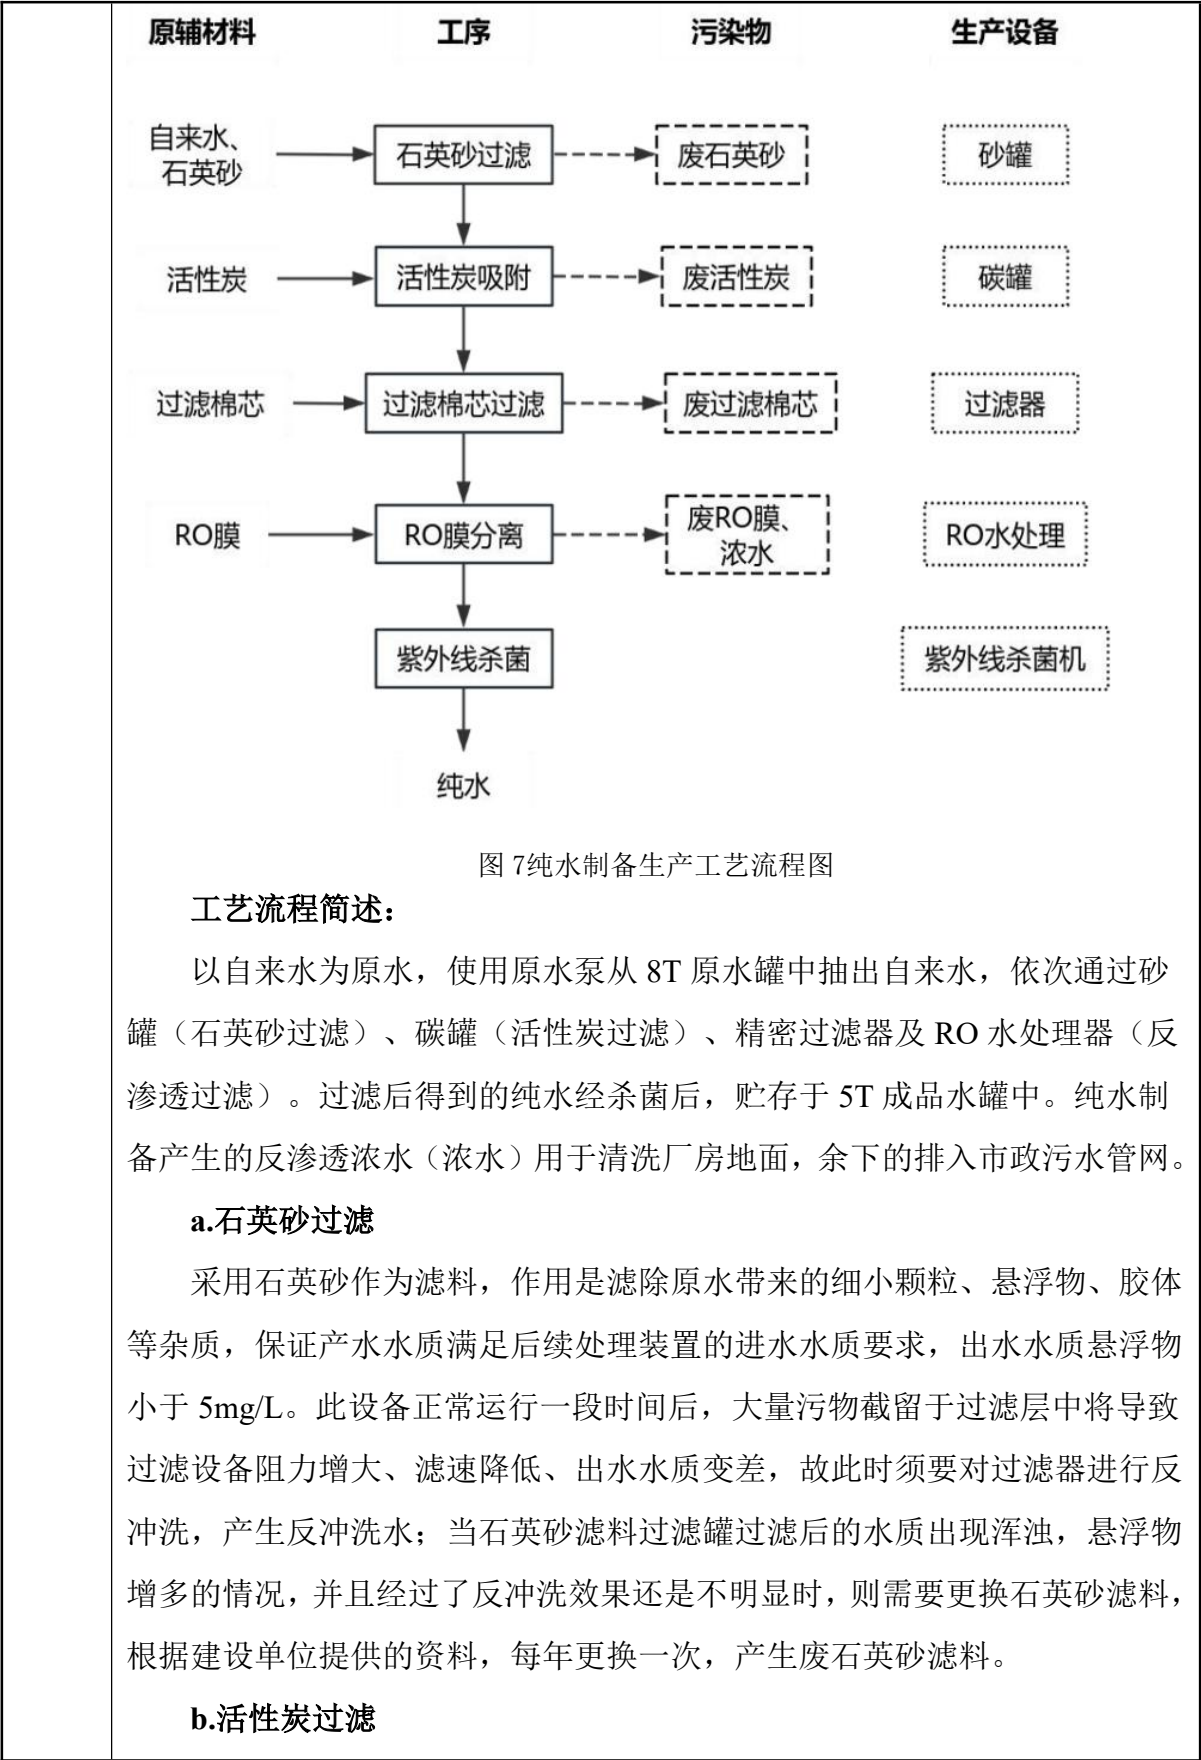 原辅材料 工序 污染物 生产设备
自来水、
石英砂 石英砂过滤 废石英砂 砂罐
活性炭 活性炭吸附 废活性炭 碳罐
过滤棉芯 过滤棉芯过滤 废过滤棉芯 过滤器
RO膜 RO膜分离 废RO膜、
浓水 RO水处理
紫外线杀菌 紫外线杀菌机
纯水
图 7纯水制备生产工艺流程图
工艺流程简述：
以自来水为原水，使用原水泵从 8T 原水罐中抽出自来水，依次通过砂
罐（石英砂过滤）、碳罐（活性炭过滤）、精密过滤器及 RO 水处理器（反
渗透过滤）。过滤后得到的纯水经杀菌后，贮存于 5T 成品水罐中。纯水制
备产生的反渗透浓水（浓水）用于清洗厂房地面，余下的排入市政污水管网。
a.石英砂过滤
采用石英砂作为滤料，作用是滤除原水带来的细小颗粒、悬浮物、胶体
等杂质，保证产水水质满足后续处理装置的进水水质要求，出水水质悬浮物
小于 5mg/L。此设备正常运行一段时间后，大量污物截留于过滤层中将导致
过滤设备阻力增大、滤速降低、出水水质变差，故此时须要对过滤器进行反
冲洗，产生反冲洗水；当石英砂滤料过滤罐过滤后的水质出现浑浊，悬浮物
增多的情况，并且经过了反冲洗效果还是不明显时，则需要更换石英砂滤料，
根据建设单位提供的资料，每年更换一次，产生废石英砂滤料。
b.活性炭过滤